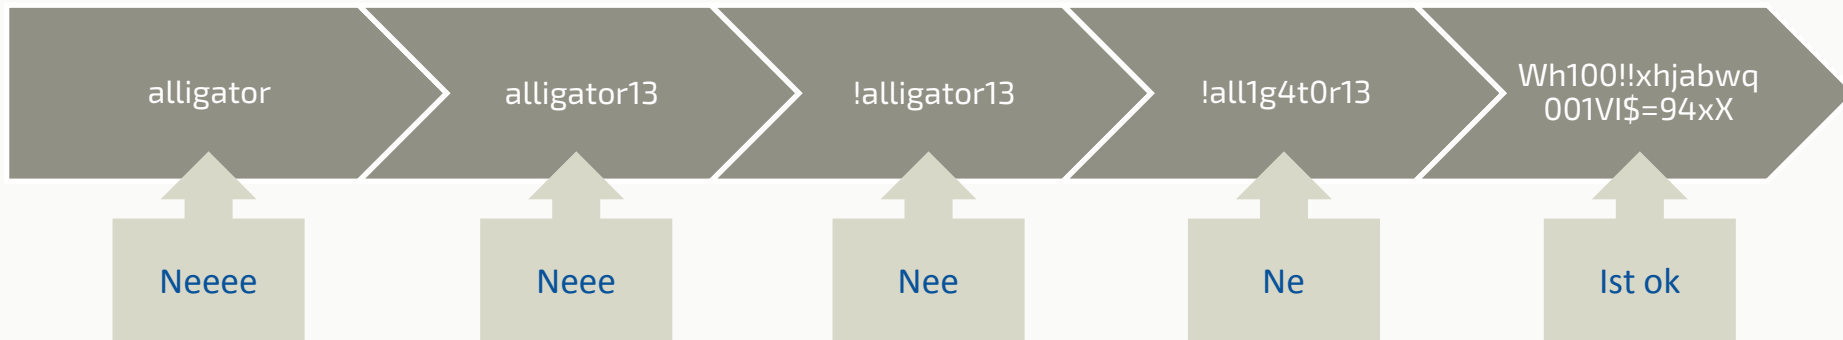 alligator
alligator13
!alligator13
!all1g4t0r13
Wh100!!xhjabwq
001VI$=94xX
Neeee
Neee
Nee
Ne
Ist ok